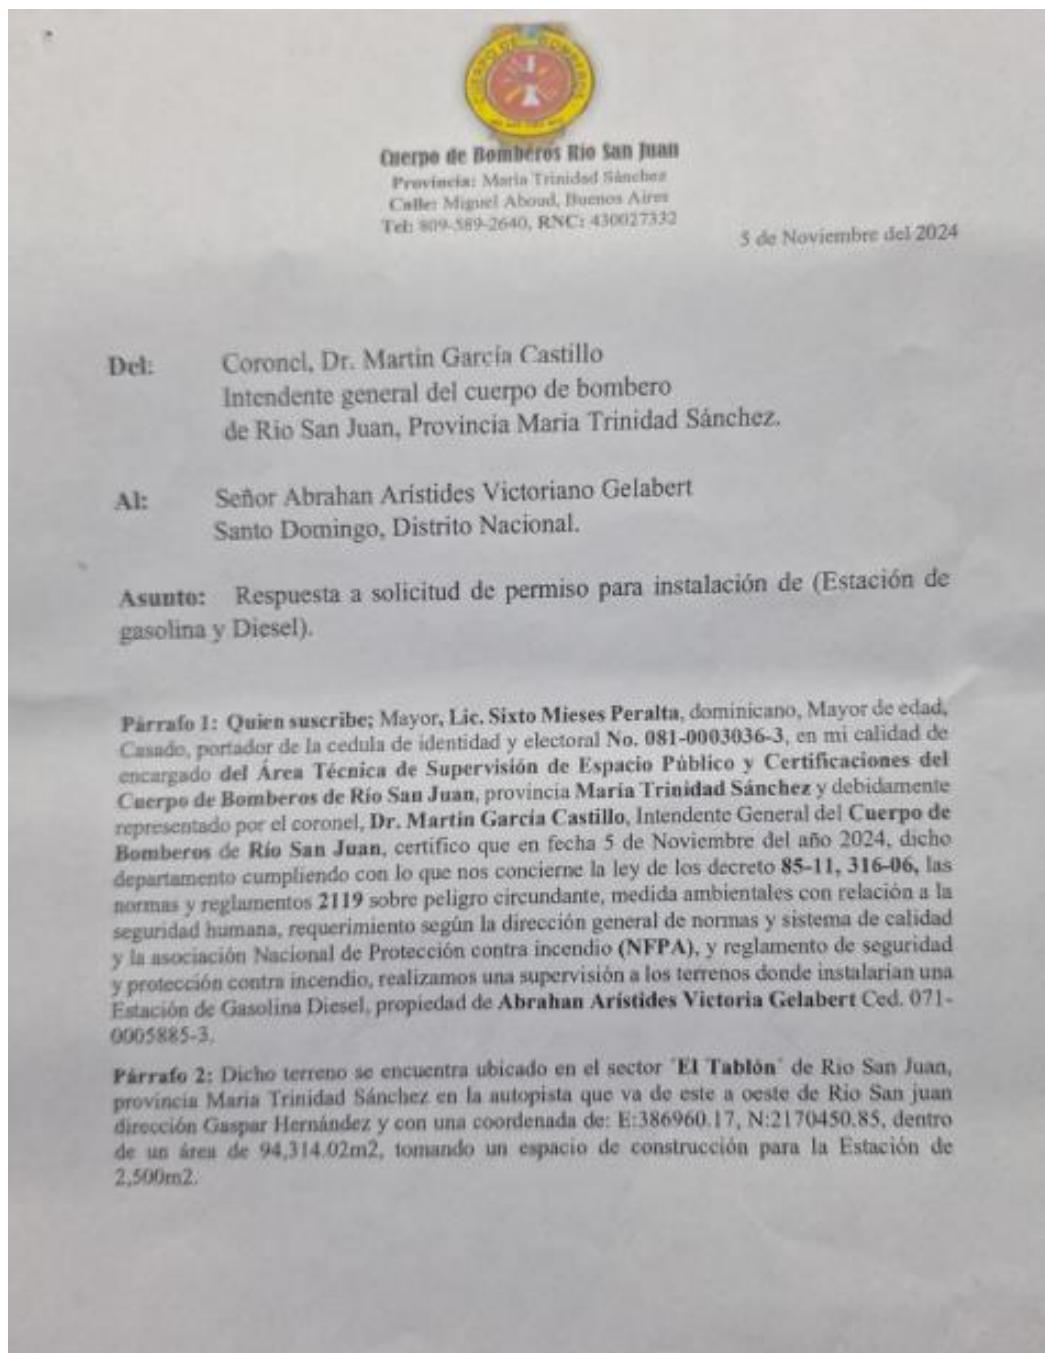 CUERPO DE BOMBEROS
Cuerpo de Bomberos Rio San Juan
Provincia: Maria Trinidad Sánchez
Calle: Miguel Aboud, Buenos Aires
Tel: 809-589-2640, RNC: 430027332
5 de Noviembre del 2024
Del: Coronel, Dr. Martin García Castillo
Intendente general del cuerpo de bombero
de Rio San Juan, Provincia Maria Trinidad Sánchez.
Al: Señor Abrahan Arístides Victoriano Gelabert
Santo Domingo, Distrito Nacional.
Asunto: Respuesta a solicitud de permiso para instalación de (Estación de
gasolina y Diesel).
Párrafo 1: Quien suscribe; Mayor, Lic. Sixto Mieses Peralta, dominicano, Mayor de edad,
Casado, portador de la cedula de identidad y electoral No. 081-0003036-3, en mi calidad de
encargado del Área Técnica de Supervisión de Espacio Público y Certificaciones del
Cuerpo de Bomberos de Río San Juan, provincia María Trinidad Sánchez y debidamente
representado por el coronel, Dr. Martin García Castillo, Intendente General del Cuerpo de
Bomberos de Río San Juan, certifico que en fecha 5 de Noviembre del año 2024, dicho
departamento cumpliendo con lo que nos concierne la ley de los decreto 85-11, 316-06, las
normas y reglamentos 2119 sobre peligro circundante, medida ambientales con relación a la
seguridad humana, requerimiento según la dirección general de normas y sistema de calidad
y la asociación Nacional de Protección contra incendio (NFPA), y reglamento de seguridad
y protección contra incendio, realizamos una supervisión a los terrenos donde instalarían una
Estación de Gasolina Diesel, propiedad de Abrahan Arístides Victoria Gelabert Ced. 071-
0005885-3.
Párrafo 2: Dicho terreno se encuentra ubicado en el sector ¨El Tablón¨ de Rio San Juan,
provincia Maria Trinidad Sánchez en la autopista que va de este a oeste de Rio San juan
dirección Gaspar Hernández y con una coordenada de: E:386960.17, N:2170450.85, dentro
de un área de 94,314.02m2, tomando un espacio de construcción para la Estación de
2,500m2.